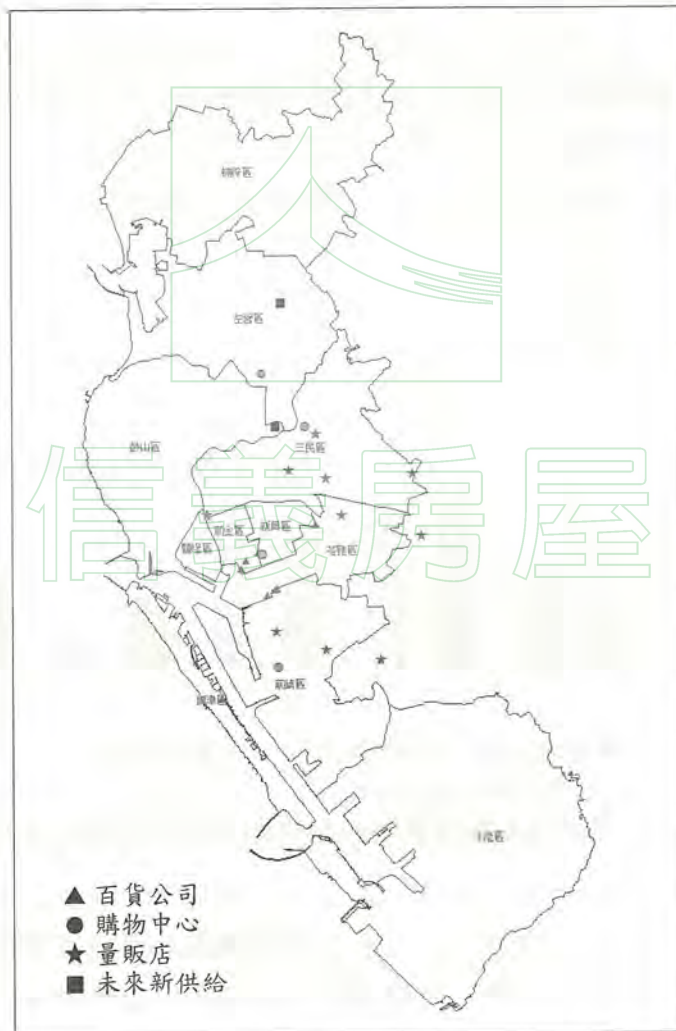 楠梓區
左營區
鼓山區
三民區
新興區
前金區
鹽埕區
苓雅區
前鎮區
旗津區
小港區
信義房屋
▲ 百貨公司
● 購物中心
★ 量販店
■ 未來新供給